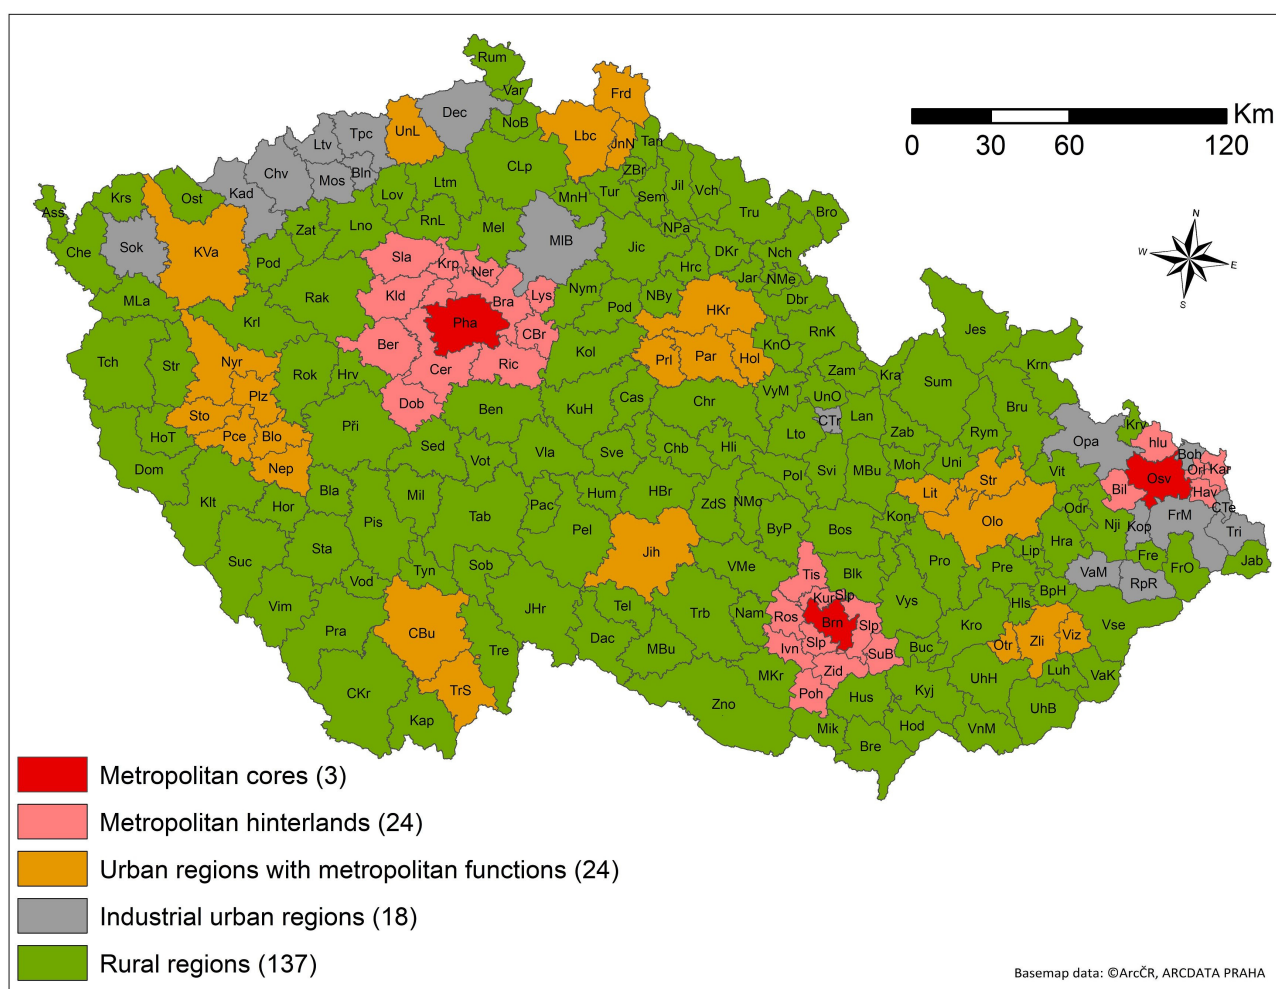 Rum
Var
Frd
Dec
NoB
UnL
Lbc
Tpc
JnN
Tan
Ltv
Chv
Bln
Mos
CLp
ZBr
Kad
Ltm
Lov
MnH
Tur
Sem
Jil
Vch
Krs
Ost
Ass
Tru
Bro
Zat
Lno
RnL
Mel
NPa
Che
Sok
KVa
MlB
Jic
DKr
Nch
Pod
Sla
Krp
Ner
Hrc
Jar
NMe
Rak
Kld
Bra
Lys
Nym
NBy
Dbr
MLa
Pod
HKr
Krl
Pha
CBr
RnK
Jes
Ber
Kol
KnO
Tch
Str
Nyr
Rok
Hrv
Cer
Ric
Prl
Par
Hol
Zam
Kra
Sum
Krn
Plz
Dob
Ben
KuH
Cas
Chr
VyM
UnO
Bru
Sto
Při
CTr
Lan
HoT
Pce
Blo
Sed
Vot
Vla
Sve
Chb
Hli
Lto
Zab
Rym
Opa
Krv
hlu
Dom
Nep
Boh
Klt
Bla
Mil
Hum
HBr
Pol
Svi
MBu
Moh
Uni
Str
Vit
Osv
Orl
Kar
Hor
Pac
ZdS
NMo
Lit
Bil
Hav
Pis
Tab
Pel
ByP
Bos
Kon
Olo
Odr
Nji
Kop
FrM
CTe
Tri
Sta
Jih
Hra
Suc
Tyn
Sob
VMe
Pro
Lip
Pre
Fre
FrO
Jab
Vod
Tis
Blk
VaM
RpR
Vim
JHr
Tel
Trb
Nam
Kur
Slp
Vys
Hls
BpH
Pra
CBu
Dac
Ros
Brn
Slp
Kro
Vse
Tre
MBu
Ivn
Slp
SuB
Buc
Otr
Zli
Viz
CKr
TrS
MKr
Zid
UhH
Luh
VaK
Kap
Zno
Poh
Hus
Kyj
UhB
Mik
Bre
Hod
VnM
Km
0 30 60 120
N
W E
S
Metropolitan cores (3)
Metropolitan hinterlands (24)
Urban regions with metropolitan functions (24)
Industrial urban regions (18)
Rural regions (137)
Basemap data: ©ArcČR, ARCDATA PRAHA